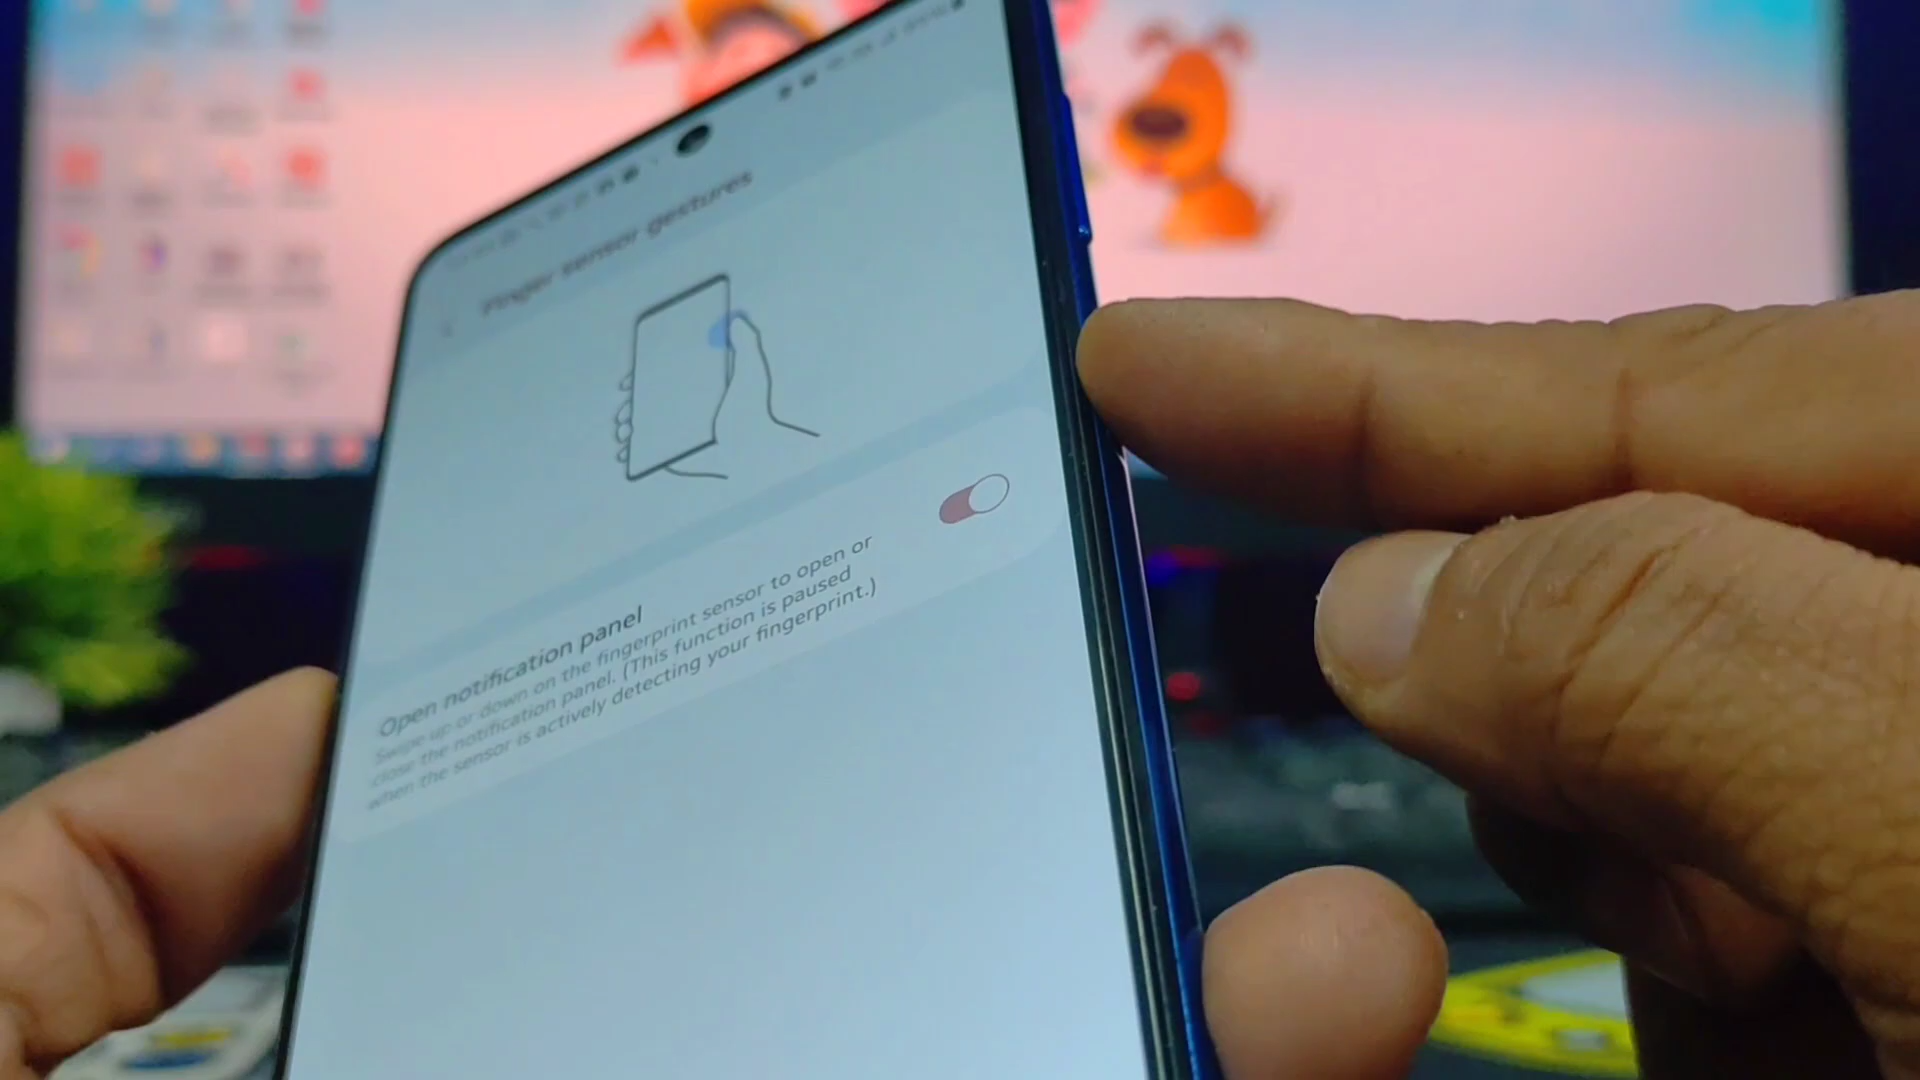 Finger sensor gestures
Open notification panel
Swipe up or down on the fingerprint sensor to open or
close the notification panel. (This function is paused
when the sensor is actively detecting your fingerprint.)